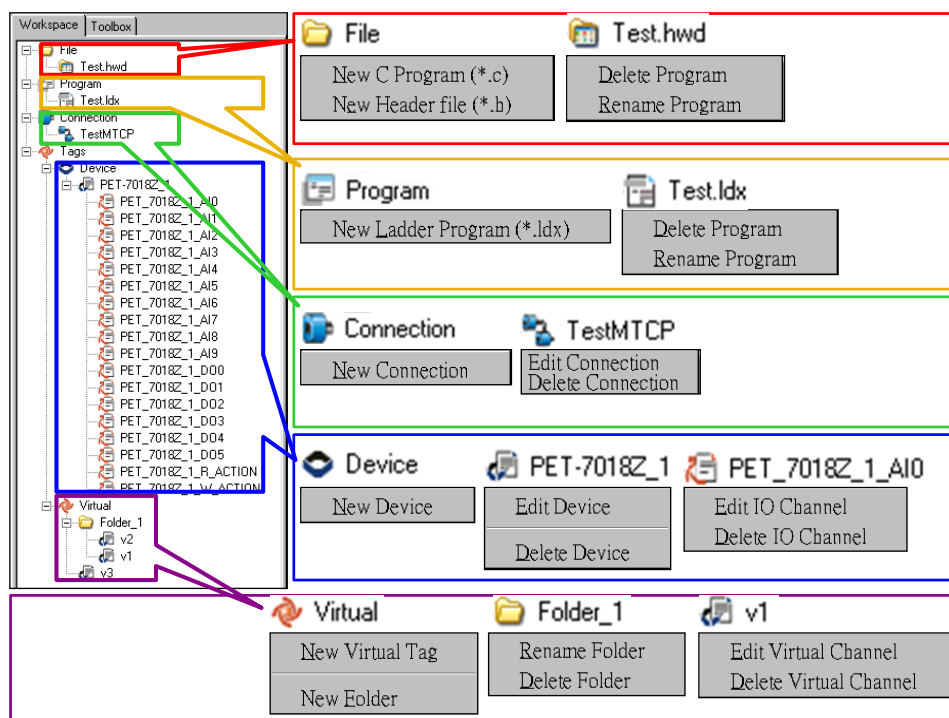 Workspace Toolbox
File
Test.hwd
Program
Test.ldx
Connection
TestMTCP
Tags
Device
PET-7018Z_1
PET_7018Z_1_AI0
PET_7018Z_1_AI1
PET_7018Z_1_AI2
PET_7018Z_1_AI3
PET_7018Z_1_AI4
PET_7018Z_1_AI5
PET_7018Z_1_AI6
PET_7018Z_1_AI7
PET_7018Z_1_AI8
PET_7018Z_1_AI9
PET_7018Z_1_DO0
PET_7018Z_1_DO1
PET_7018Z_1_DO2
PET_7018Z_1_DO3
PET_7018Z_1_DO4
PET_7018Z_1_DO5
PET_7018Z_1_R_ACTION
PET_7018Z_1_W_ACTION
Virtual
Folder_1
v2
v1
v3
File
New C Program (*.c)
New Header file (*.h)
Test.hwd
Delete Program
Rename Program
Program
New Ladder Program (*.ldx)
Test.ldx
Delete Program
Rename Program
Connection
New Connection
TestMTCP
Edit Connection
Delete Connection
Device
New Device
PET-7018Z_1
Edit Device
Delete Device
PET_7018Z_1_AI0
Edit IO Channel
Delete IO Channel
Virtual
New Virtual Tag
New Folder
Folder_1
Rename Folder
Delete Folder
v1
Edit Virtual Channel
Delete Virtual Channel